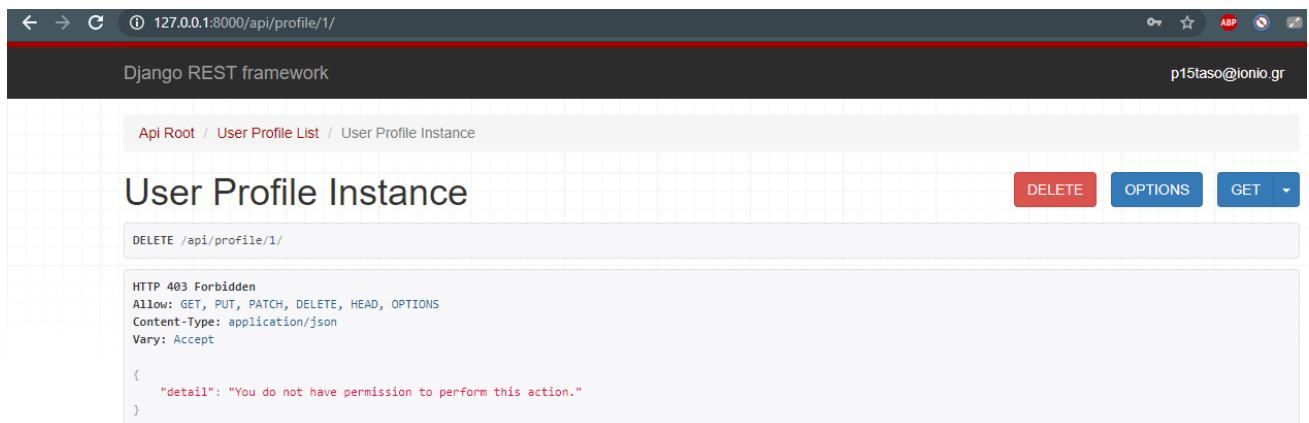 127.0.0.1:8000/api/profile/1/
ABP
Django REST framework
p15taso@ionio.gr
Api Root / User Profile List / User Profile Instance
User Profile Instance
DELETE
OPTIONS
GET
DELETE /api/profile/1/
HTTP 403 Forbidden
Allow: GET, PUT, PATCH, DELETE, HEAD, OPTIONS
Content-Type: application/json
Vary: Accept
{
"detail": "You do not have permission to perform this action."
}